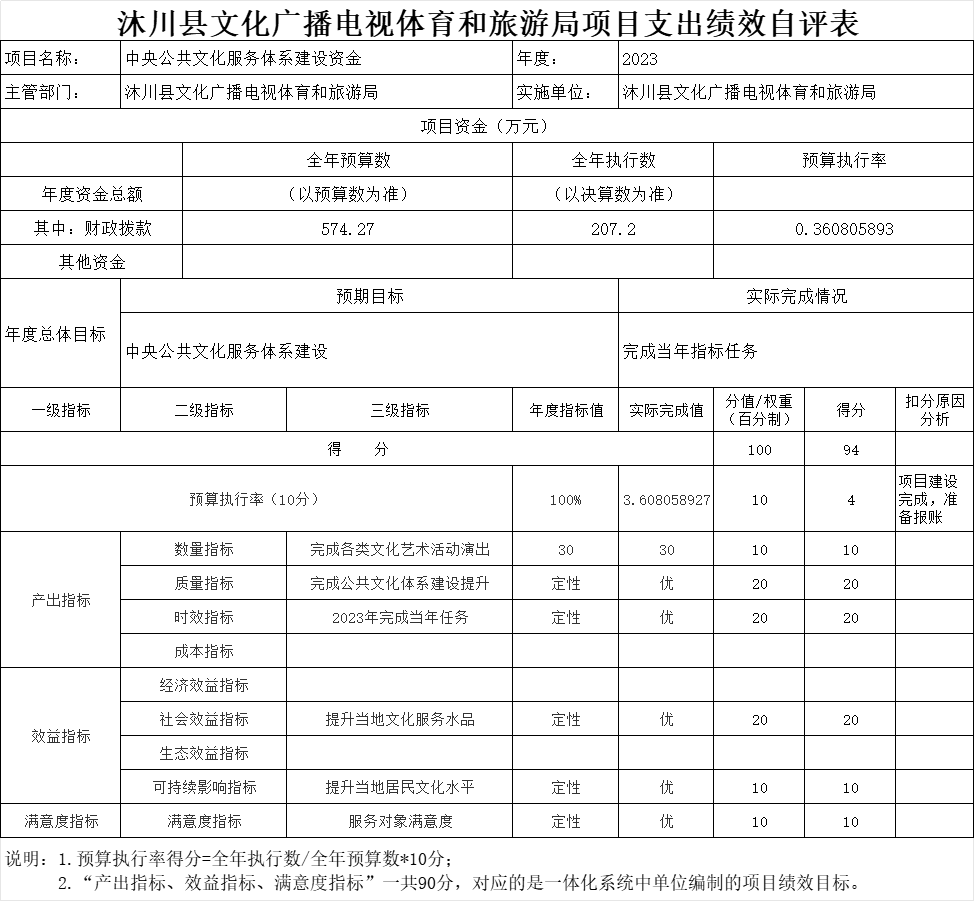 沐川县文化广播电视体育和旅游局项目支出绩效自评表
项目名称： 中央公共文化服务体系建设资金 年度： 2023
主管部门： 沐川县文化广播电视体育和旅游局 实施单位： 沐川县文化广播电视体育和旅游局
项目资金（万元）
全年预算数 全年执行数 预算执行率
年度资金总额 （以预算数为准） （以决算数为准）
其中：财政拨款 574.27 207.2 0.360805893
其他资金
年度总体目标 预期目标 实际完成情况
中央公共文化服务体系建设 完成当年指标任务
一级指标 二级指标 三级指标 年度指标值 实际完成值 分值/权重（百分制） 得分 扣分原因分析
得 分 100 94
预算执行率（10分） 100% 3.608058927 10 4 项目建设完成，准备报账
产出指标 数量指标 完成各类文化艺术活动演出 30 30 10 10
质量指标 完成公共文化体系建设提升 定性 优 20 20
时效指标 2023年完成当年任务 定性 优 20 20
成本指标
效益指标 经济效益指标
社会效益指标 提升当地文化服务水品 定性 优 20 20
生态效益指标
可持续影响指标 提升当地居民文化水平 定性 优 10 10
满意度指标 满意度指标 服务对象满意度 定性 优 10 10
说明：1.预算执行率得分=全年执行数/全年预算数*10分；
2.“产出指标、效益指标、满意度指标”一共90分，对应的是一体化系统中单位编制的项目绩效目标。